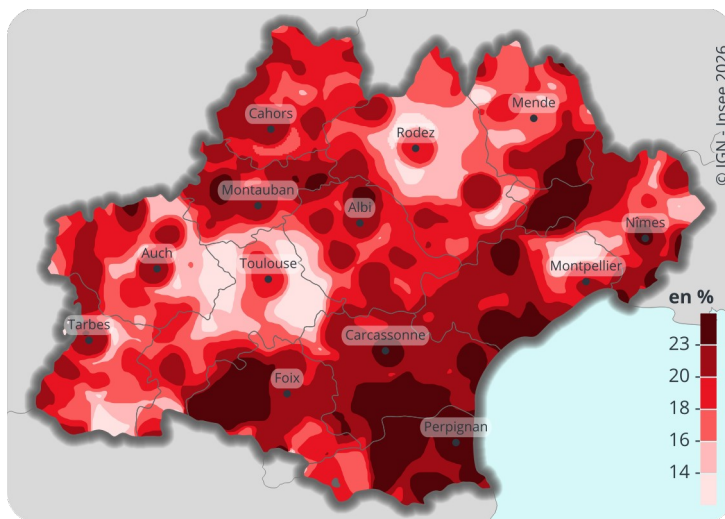 Cahors
Mende
Rodez
Montauban
Albi
Nîmes
Auch
Toulouse
Montpellier
Tarbes
Carcassonne
Foix
Perpignan
en %
23
20
18
16
14
© IGN - Insee 2026